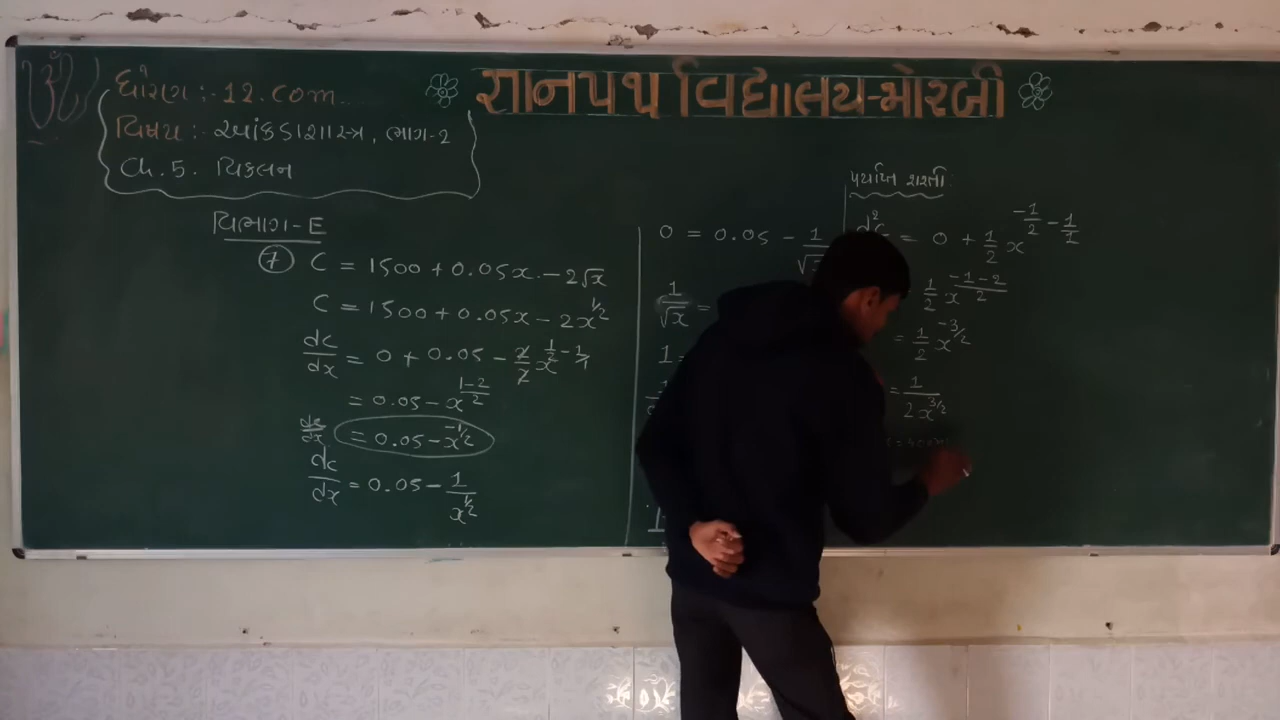 જ્ઞાનપથ વિદ્યાલય-મોરબી
ધોરણ :- 12.com..
વિષય :- આંકડાશાસ્ત્ર, ભાગ-2
Ch. 5. વિકલન
વિભાગ-E
(7) C = 1500 + 0.05x - 2√x
C = 1500 + 0.05x - 2x^{1/2}
dc/dx = 0 + 0.05 - 2/2 x^{1/2 - 1/1}
= 0.05 - x^{(1-2)/2}
dc/dx = 0.05 - x^{-1/2}
dc/dx = 0.05 - 1/x^{1/2}
0 = 0.05 - 1/
1/√x =
1 =
પર્યાપ્ત શરતી:
= 0 + 1/2 x^{-1/2 - 1/1}
1/2 x^{(-1-2)/2}
= 1/2 x^{-3/2}
= 1/2x^{3/2}